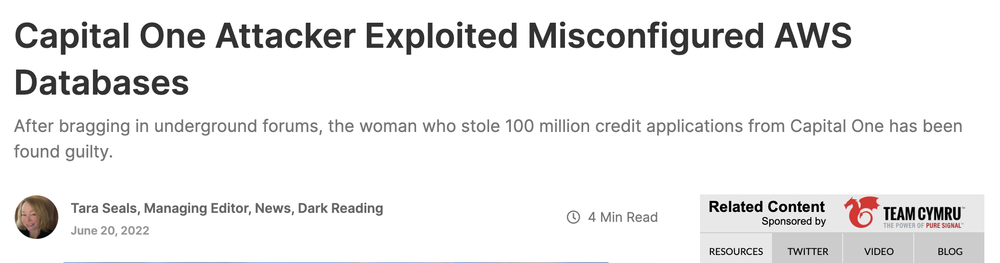 Capital One Attacker Exploited Misconfigured AWS
Databases
After bragging in underground forums, the woman who stole 100 million credit applications from Capital One has been
found guilty.
Tara Seals, Managing Editor, News, Dark Reading
June 20, 2022
4 Min Read
Related Content
Sponsored by
TEAM CYMRU™
THE POWER OF PURE SIGNAL™
RESOURCES
TWITTER
VIDEO
BLOG